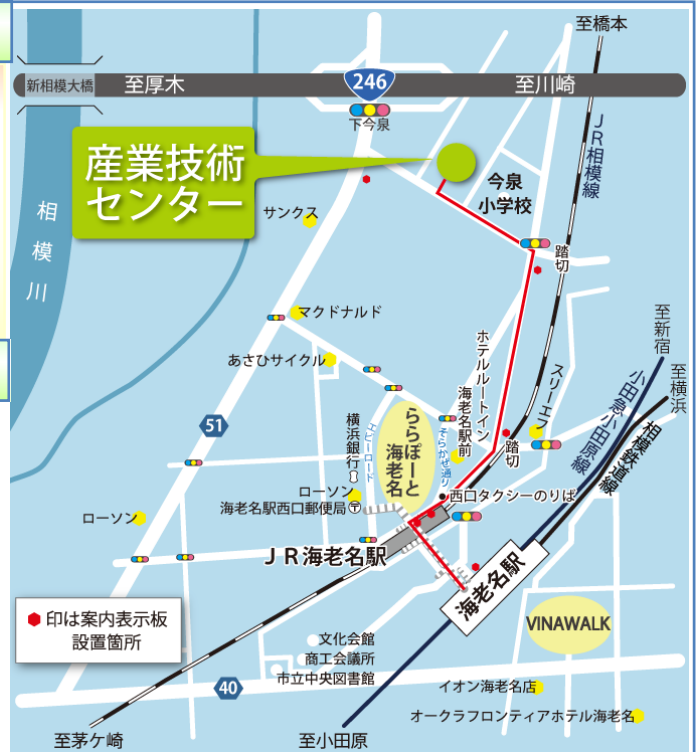 至橋本
新相模大橋
至厚木
246
至川崎
下今泉
JR相模線
産業技術
センター
今泉
小学校
相模川
サンクス
踏切
マクドナルド
至新宿
あさひサイクル
ホテルルートイン
海老名駅前
スリーエフ
小田急小田原線
至横浜
相模鉄道線
51
横浜銀行
エビーロード
ららぽーと
海老名
そらかぜ通り
踏切
ローソン
海老名駅西口郵便局
西口タクシーのりば
ローソン
JR海老名駅
海老名駅
印は案内表示板
設置箇所
VINAWALK
文化会館
商工会議所
市立中央図書館
40
イオン海老名店
オークラフロンティアホテル海老名
至茅ケ崎
至小田原